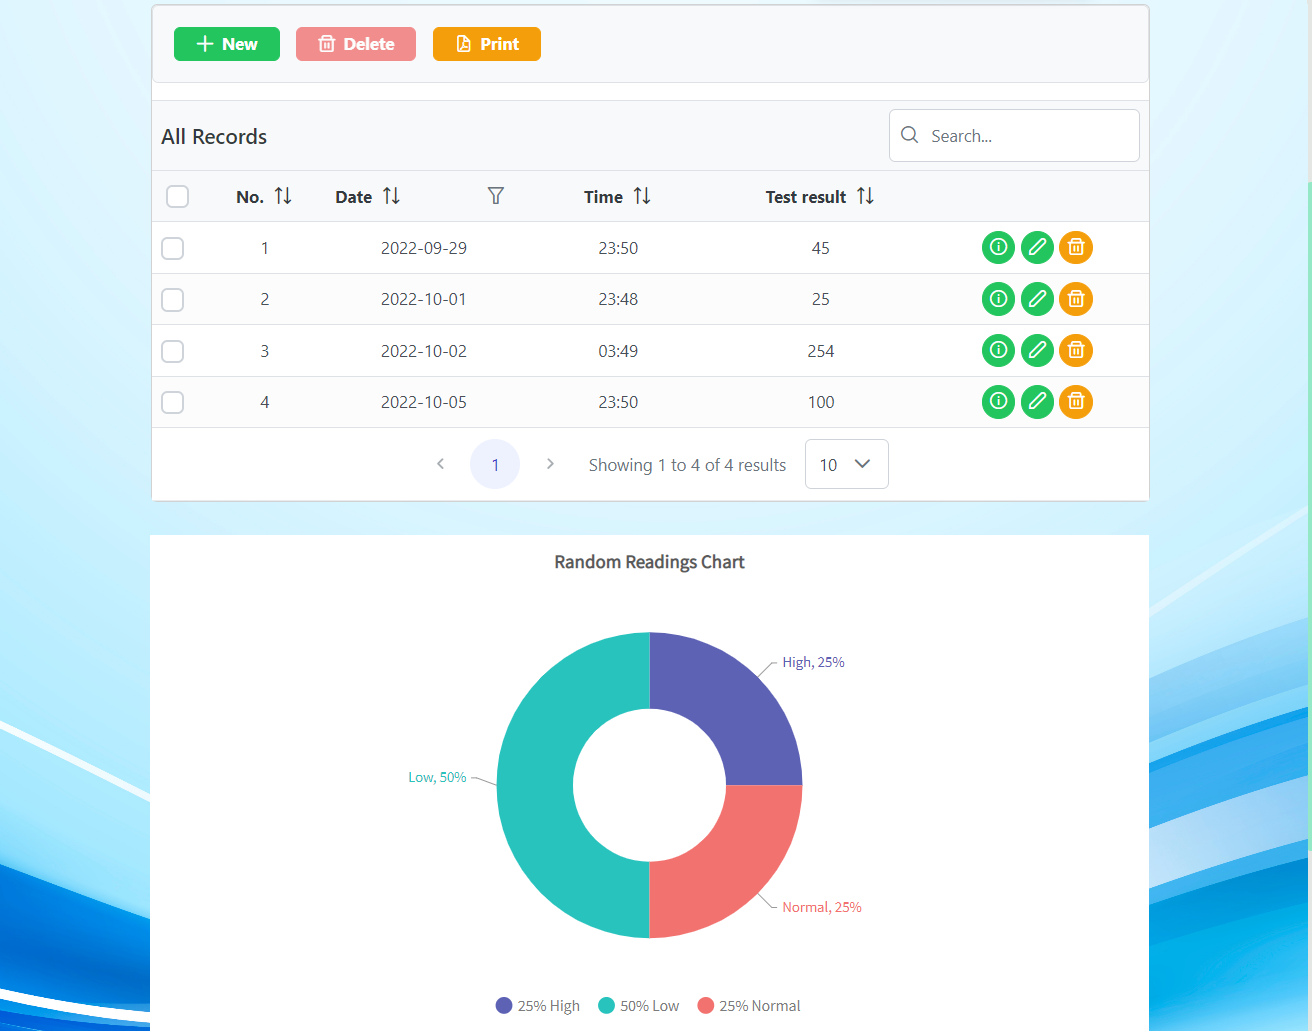 New Delete Print
All Records Search...
No. Date Time Test result
1 2022-09-29 23:50 45
2 2022-10-01 23:48 25
3 2022-10-02 03:49 254
4 2022-10-05 23:50 100
1 Showing 1 to 4 of 4 results 10
Random Readings Chart
High, 25%
Low, 50%
Normal, 25%
25% High 50% Low 25% Normal